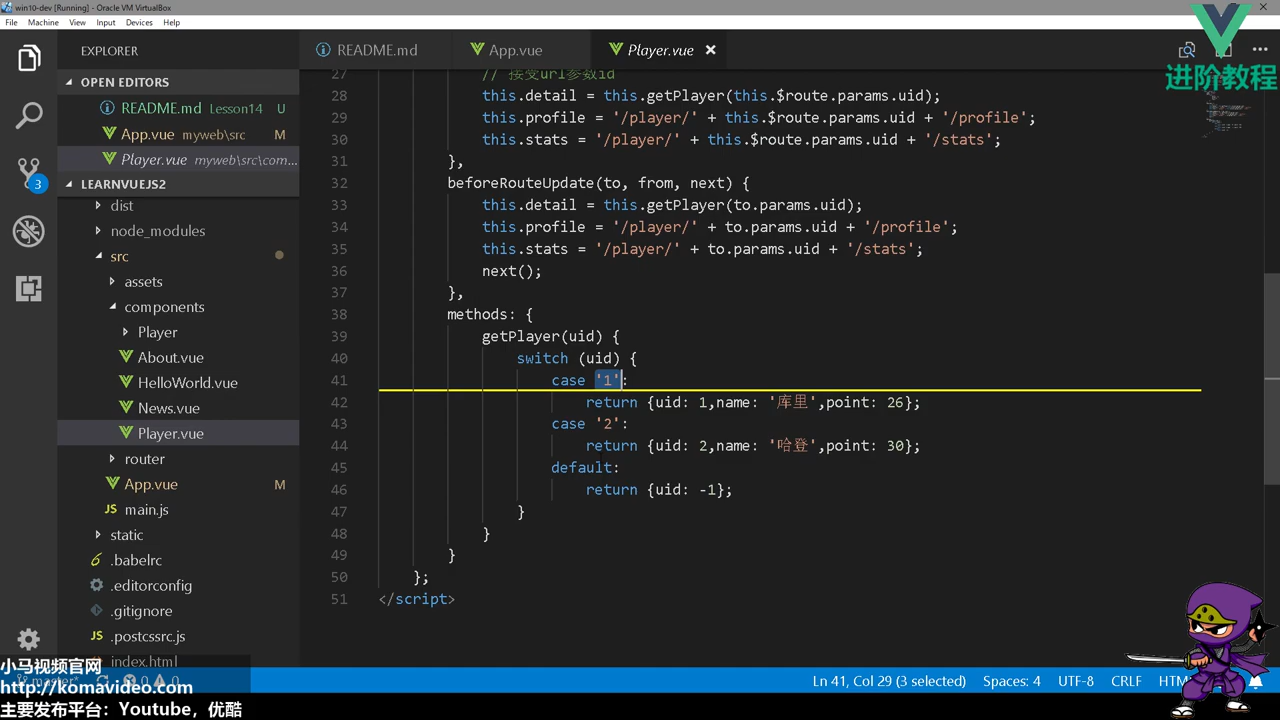 win10-dev [Running] - Oracle VM VirtualBox
File Machine View Input Devices Help
EXPLORER
README.md
App.vue
Player.vue
进阶教程
OPEN EDITORS
README.md Lesson14 U
App.vue myweb\src M
Player.vue myweb\src\com...
3
LEARNVUEJS2
dist
node_modules
src
assets
components
Player
About.vue
HelloWorld.vue
News.vue
Player.vue
router
App.vue M
main.js
static
.babelrc
.editorconfig
.gitignore
.postcssrc.js
index.html
27 // 接受url参数id
28 this.detail = this.getPlayer(this.$route.params.uid);
29 this.profile = '/player/' + this.$route.params.uid + '/profile';
30 this.stats = '/player/' + this.$route.params.uid + '/stats';
31 },
32 beforeRouteUpdate(to, from, next) {
33 this.detail = this.getPlayer(to.params.uid);
34 this.profile = '/player/' + to.params.uid + '/profile';
35 this.stats = '/player/' + to.params.uid + '/stats';
36 next();
37 },
38 methods: {
39 getPlayer(uid) {
40 switch (uid) {
41 case '1':
42 return {uid: 1,name: '库里',point: 26};
43 case '2':
44 return {uid: 2,name: '哈登',point: 30};
45 default:
46 return {uid: -1};
47 }
48 }
49 }
50 };
51 </script>
小马视频官网
http://komavideo.com
主要发布平台：Youtube，优酷
master* 0 0
Ln 41, Col 29 (3 selected) Spaces: 4 UTF-8 CRLF